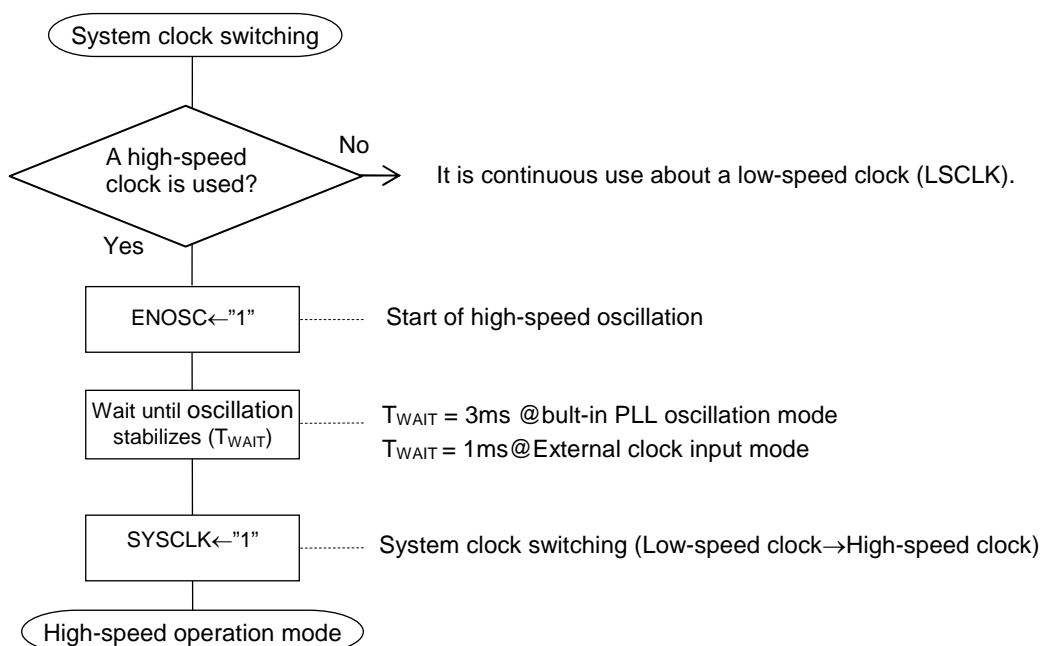 System clock switching
A high-speed
clock is used?
No
It is continuous use about a low-speed clock (LSCLK).
Yes
ENOSC←”1”
Start of high-speed oscillation
Wait until oscillation
stabilizes (TWAIT)
TWAIT = 3ms @bult-in PLL oscillation mode
TWAIT = 1ms@External clock input mode
SYSCLK←”1”
System clock switching (Low-speed clock→High-speed clock)
High-speed operation mode